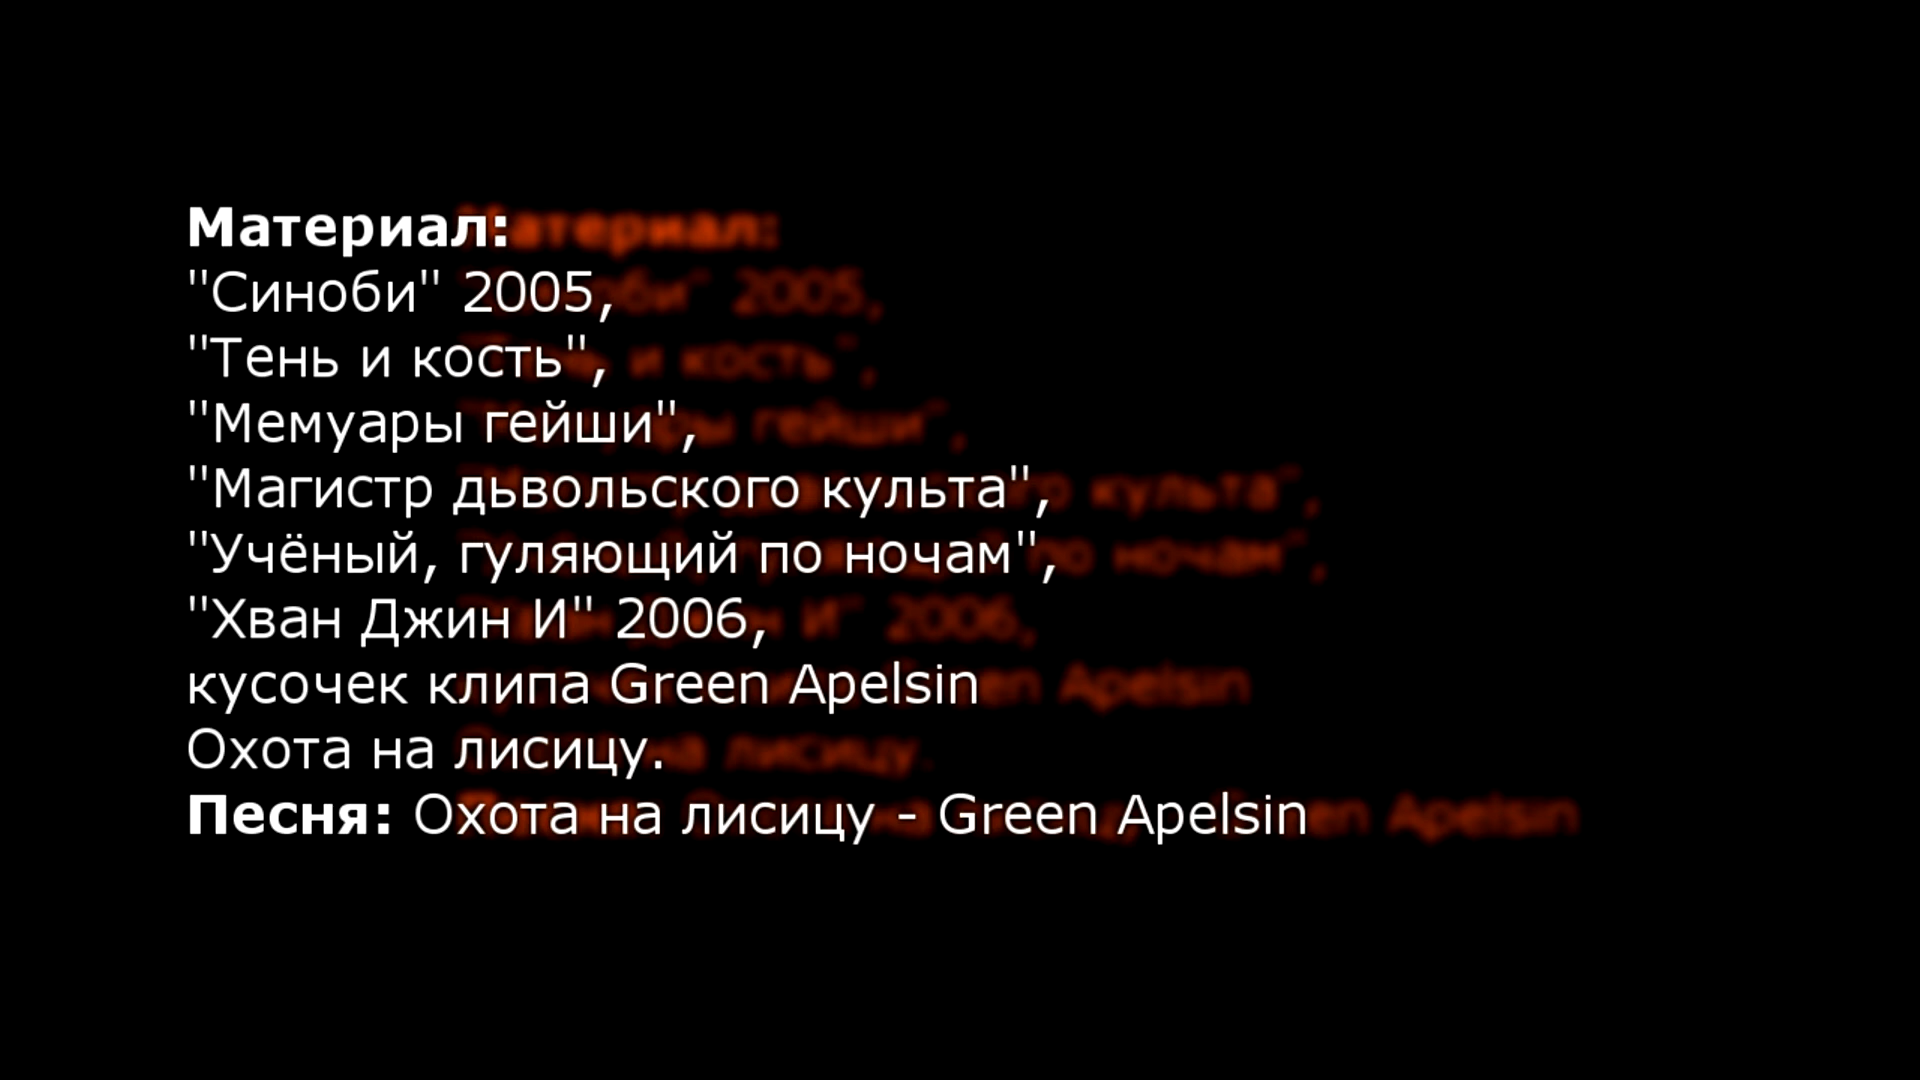 Материал:
"Синоби" 2005,
"Тень и кость",
"Мемуары гейши",
"Магистр дьвольского культа",
"Учёный, гуляющий по ночам",
"Хван Джин И" 2006,
кусочек клипа Green Apelsin
Охота на лисицу.
Песня: Охота на лисицу - Green Apelsin